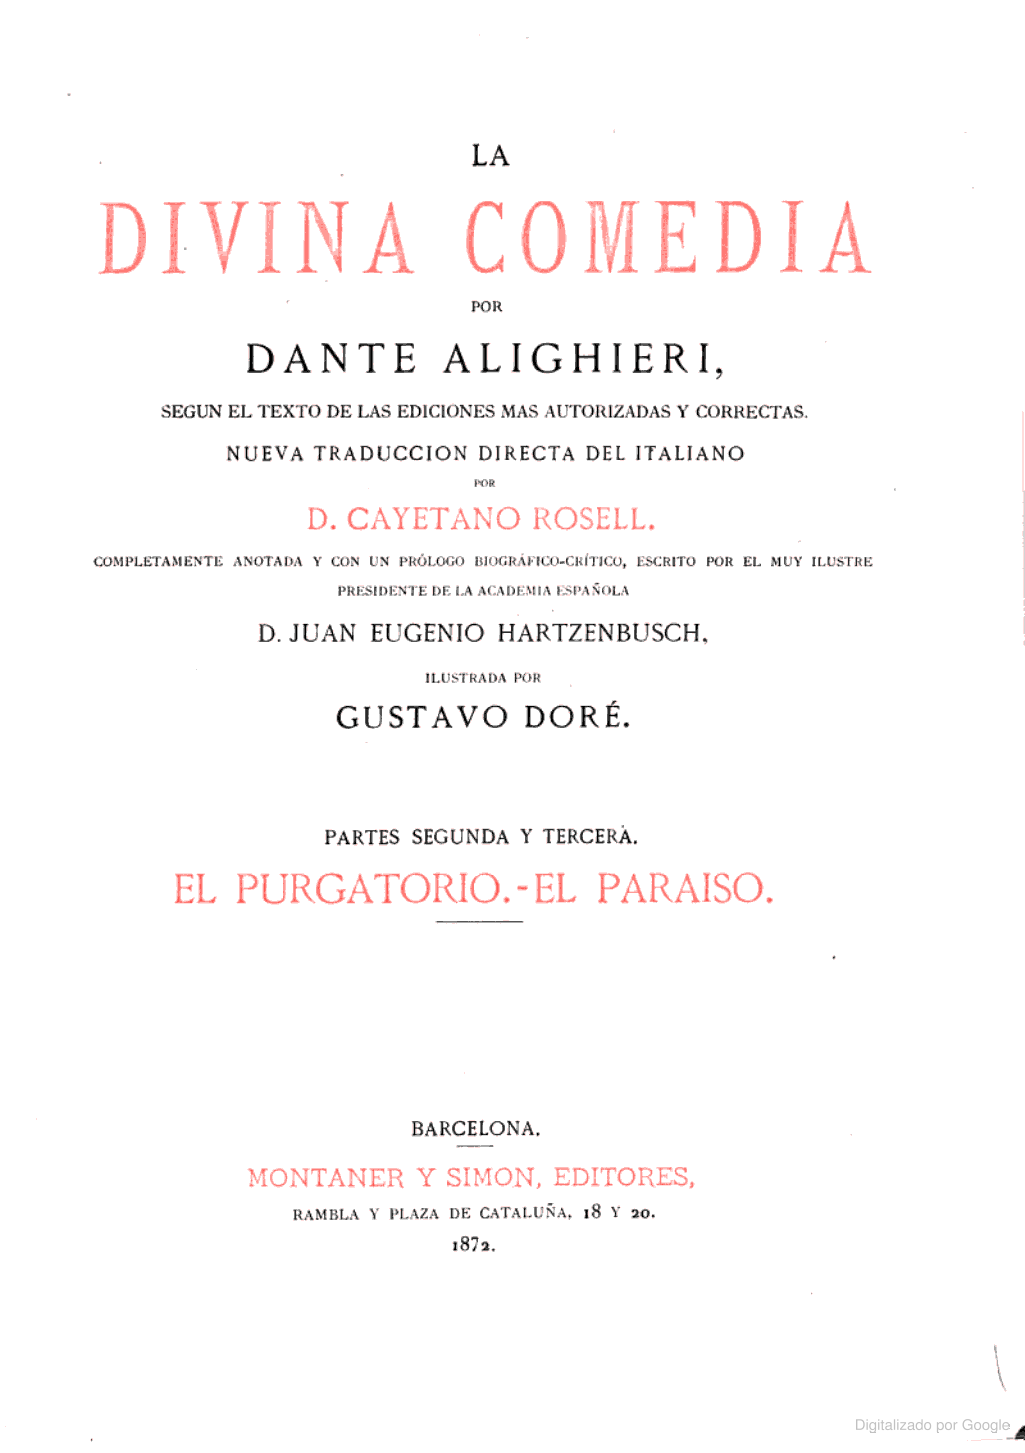 LA
DIVINA COMEDIA
POR
DANTE ALIGHIERI,
SEGUN EL TEXTO DE LAS EDICIONES MAS AUTORIZADAS Y CORRECTAS.
NUEVA TRADUCCION DIRECTA DEL ITALIANO
POR
D. CAYETANO ROSELL.
COMPLETAMENTE ANOTADA Y CON UN PRÓLOGO BIOGRÁFICO-CRÍTICO, ESCRITO POR EL MUY ILUSTRE
PRESIDENTE DE LA ACADEMIA ESPAÑOLA
D. JUAN EUGENIO HARTZENBUSCH.
ILUSTRADA POR
GUSTAVO DORÉ.
PARTES SEGUNDA Y TERCERA.
EL PURGATORIO.-EL PARAISO.
BARCELONA.
MONTANER Y SIMON, EDITORES,
RAMBLA Y PLAZA DE CATALUÑA, 18 Y 20.
1872.
Digitalizado por Google